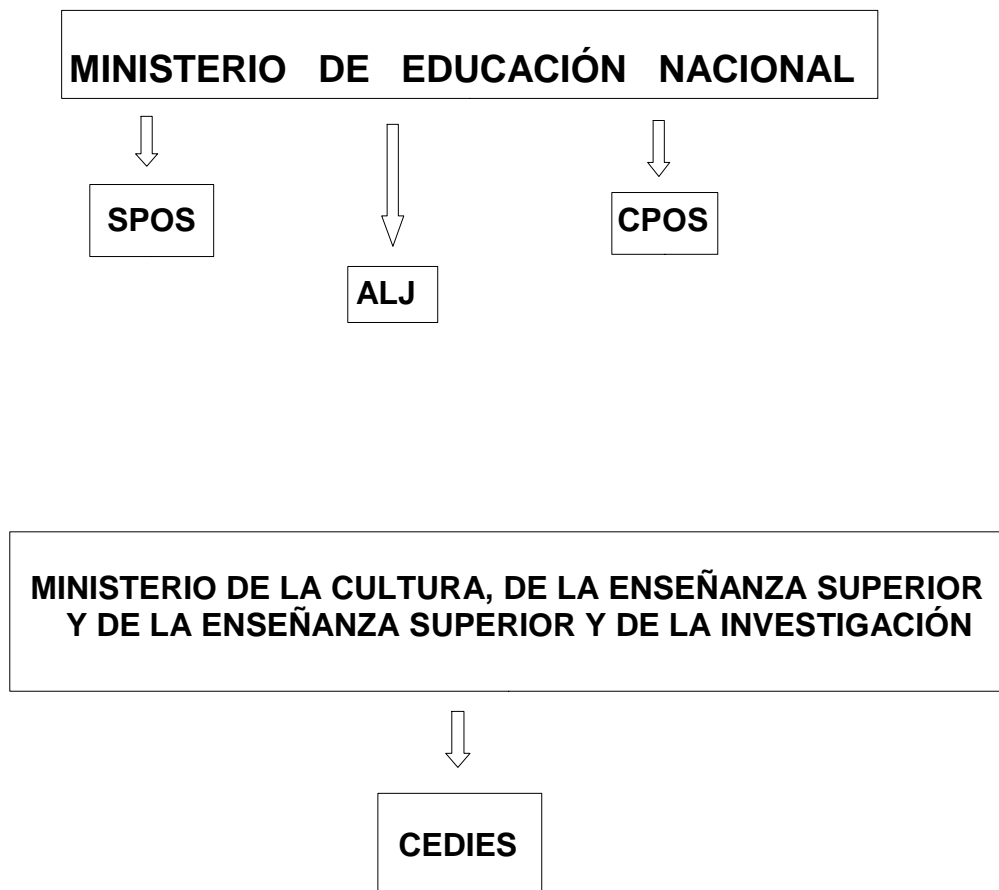 MINISTERIO DE EDUCACIÓN NACIONAL
SPOS
CPOS
ALJ
MINISTERIO DE LA CULTURA, DE LA ENSEÑANZA SUPERIOR
Y DE LA ENSEÑANZA SUPERIOR Y DE LA INVESTIGACIÓN
CEDIES